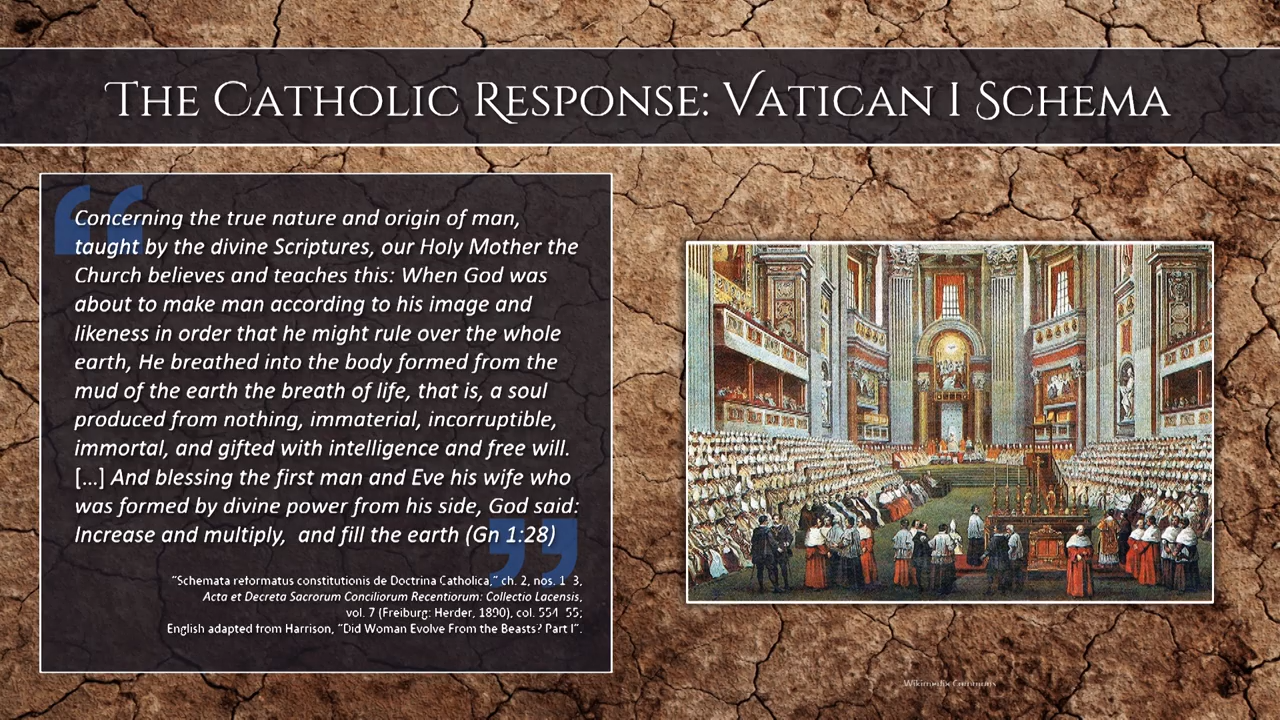 The Catholic Response: Vatican I Schema
Concerning the true nature and origin of man,
taught by the divine Scriptures, our Holy Mother the
Church believes and teaches this: When God was
about to make man according to his image and
likeness in order that he might rule over the whole
earth, He breathed into the body formed from the
mud of the earth the breath of life, that is, a soul
produced from nothing, immaterial, incorruptible,
immortal, and gifted with intelligence and free will.
[...] And blessing the first man and Eve his wife who
was formed by divine power from his side, God said:
Increase and multiply, and fill the earth (Gn 1:28)
"Schemata reformatus constitutionis de Doctrina Catholica," ch. 2, nos. 1-3,
Acta et Decreta Sacrorum Conciliorum Recentiorum: Collectio Lacensis,
vol. 7 (Freiburg: Herder, 1890), col. 554-55;
English adapted from Harrison, "Did Woman Evolve From the Beasts? Part I".
Wikimedia Commons